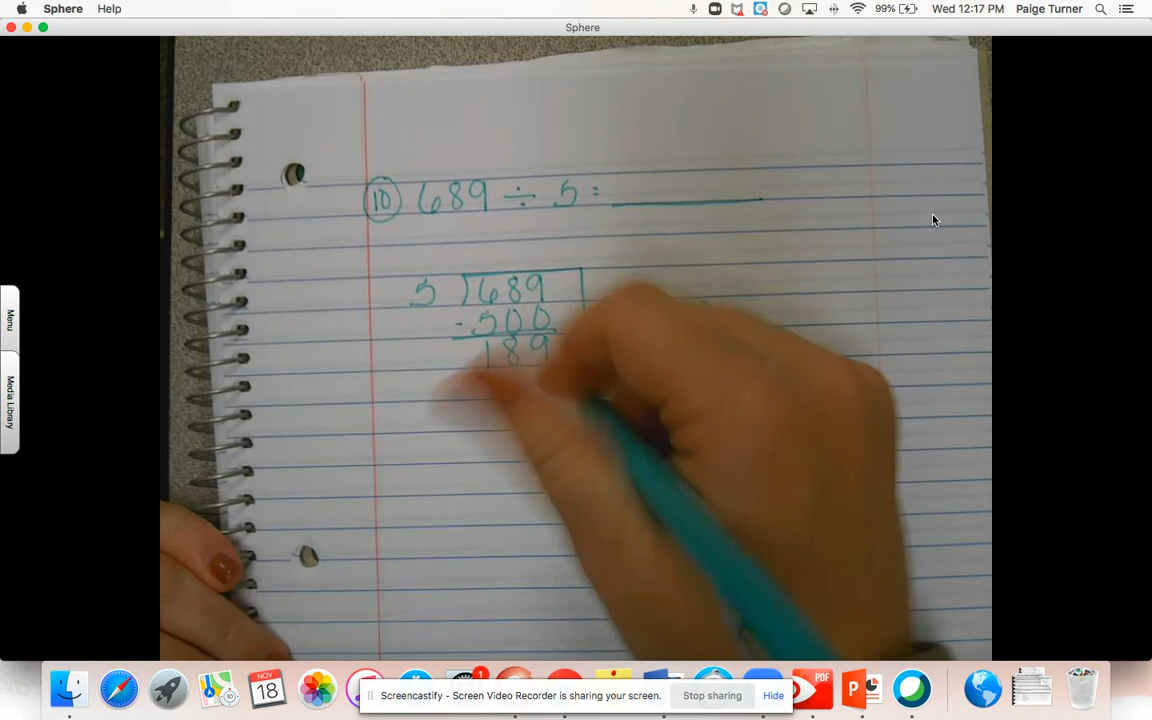 Sphere Help 99% Wed 12:17 PM Paige Turner
Sphere
10 689 ÷ 5 =
5 689
- 500
189
Menu
Media Library
NOV
18
1
PDF
P
Screencastify - Screen Video Recorder is sharing your screen. Stop sharing Hide